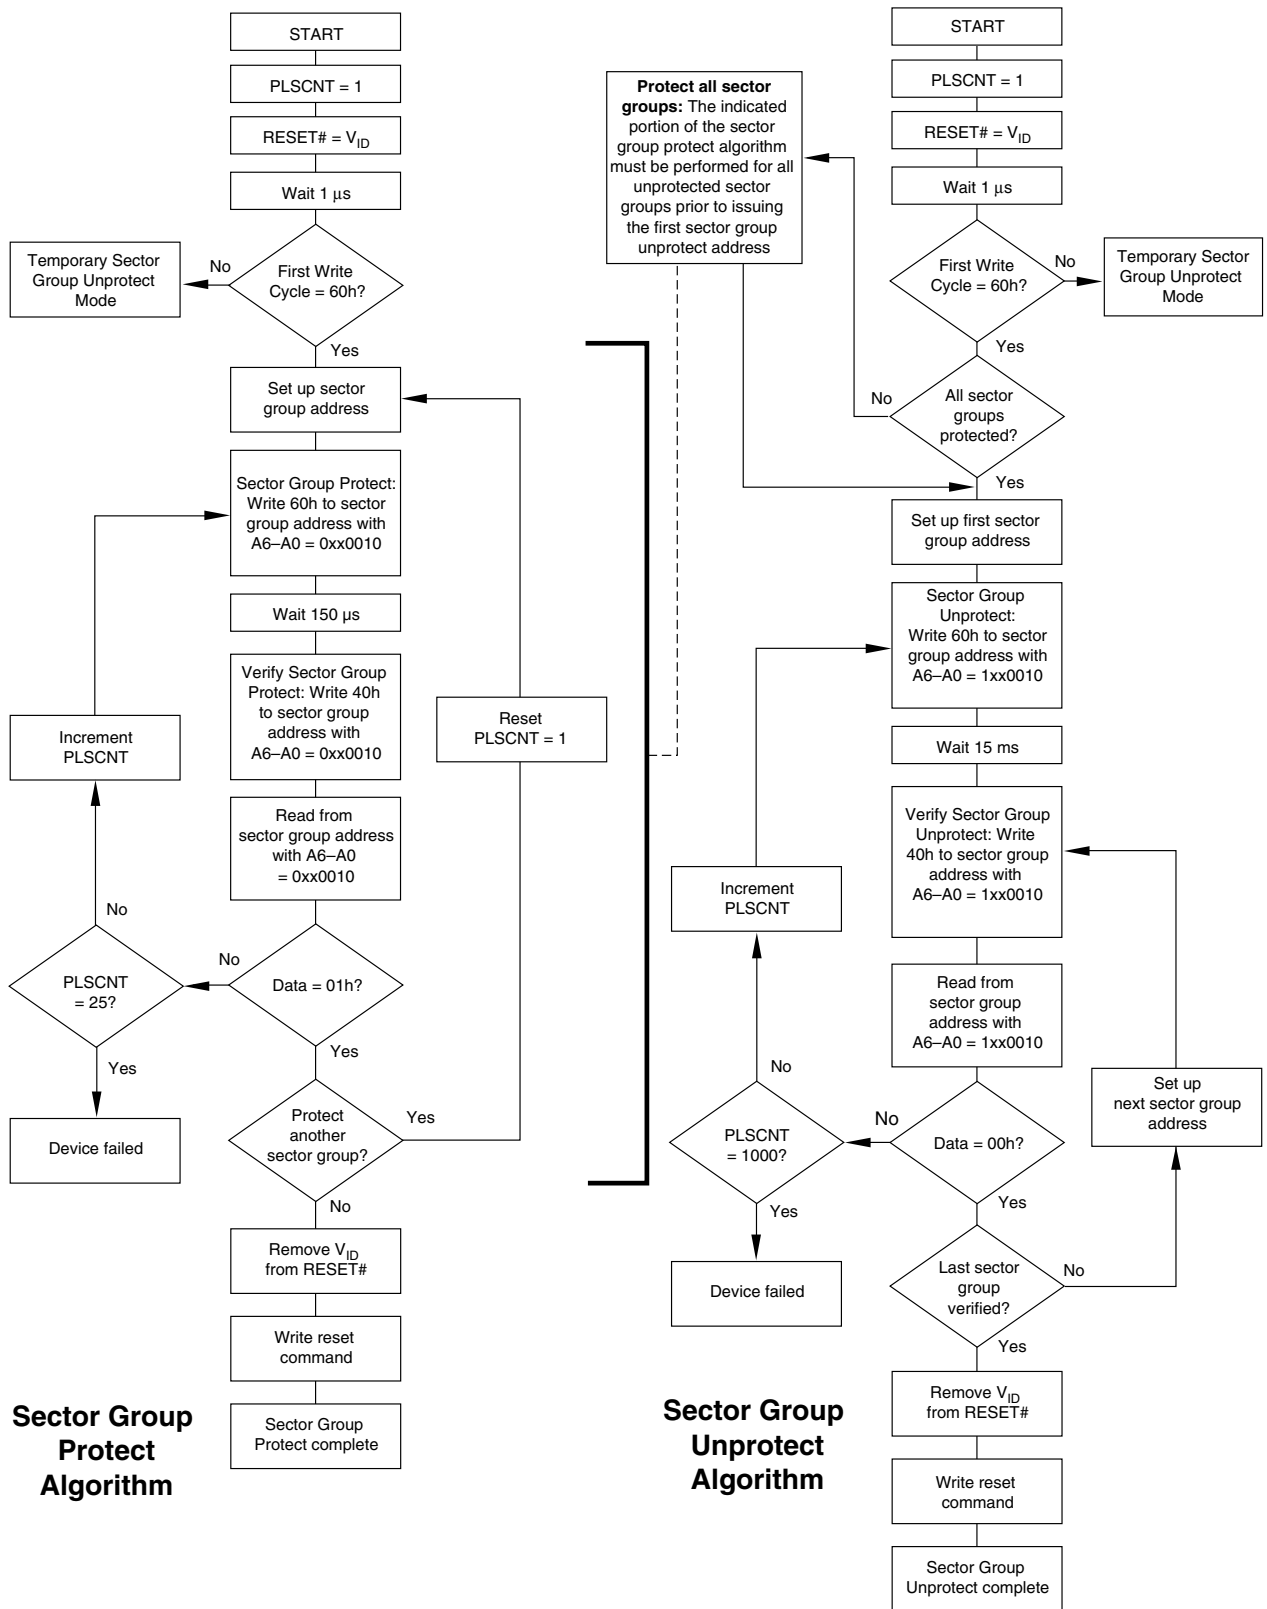 START
PLSCNT = 1
RESET# = VID
Wait 1 μs
First Write
Cycle = 60h?
No
Temporary Sector
Group Unprotect
Mode
Yes
Set up sector
group address
Sector Group Protect:
Write 60h to sector
group address with
A6–A0 = 0xx0010
Wait 150 μs
Verify Sector Group
Protect: Write 40h
to sector group
address with
A6–A0 = 0xx0010
Reset
PLSCNT = 1
Increment
PLSCNT
Read from
sector group address
with A6–A0
= 0xx0010
No
No
PLSCNT
= 25?
Data = 01h?
Yes
Yes
Device failed
Protect
another
sector group?
Yes
No
Remove VID
from RESET#
Write reset
command
Sector Group
Protect complete
Sector Group
Protect
Algorithm
START
Protect all sector
groups: The indicated
portion of the sector
group protect algorithm
must be performed for all
unprotected sector
groups prior to issuing
the first sector group
unprotect address
PLSCNT = 1
RESET# = VID
Wait 1 μs
First Write
Cycle = 60h?
No
Temporary Sector
Group Unprotect
Mode
Yes
No
All sector
groups
protected?
Yes
Set up first sector
group address
Sector Group
Unprotect:
Write 60h to sector
group address with
A6–A0 = 1xx0010
Wait 15 ms
Verify Sector Group
Unprotect: Write
40h to sector group
address with
A6–A0 = 1xx0010
Increment
PLSCNT
Read from
sector group
address with
A6–A0 = 1xx0010
No
No
PLSCNT
= 1000?
Data = 00h?
Set up
next sector group
address
Yes
Yes
Device failed
Last sector
group
verified?
No
Yes
Remove VID
from RESET#
Write reset
command
Sector Group
Unprotect complete
Sector Group
Unprotect
Algorithm